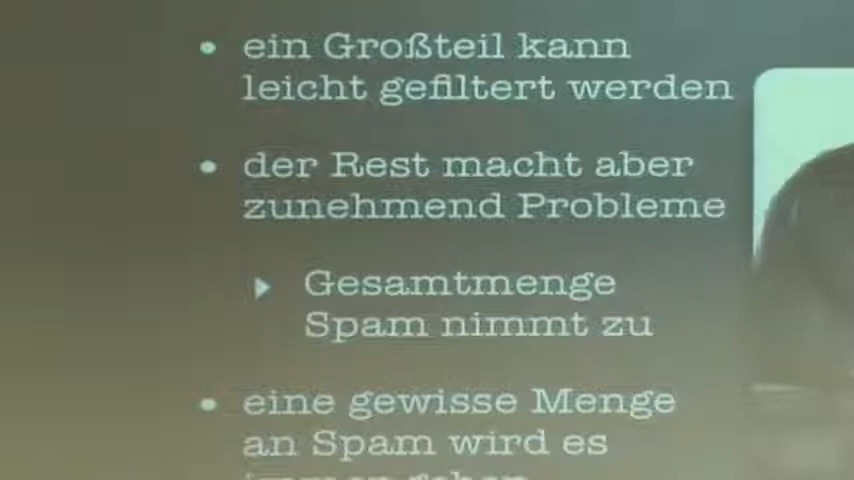 ein Großteil kann
leicht gefiltert werden
der Rest macht aber
zunehmend Probleme
Gesamtmenge
Spam nimmt zu
eine gewisse Menge
an Spam wird es